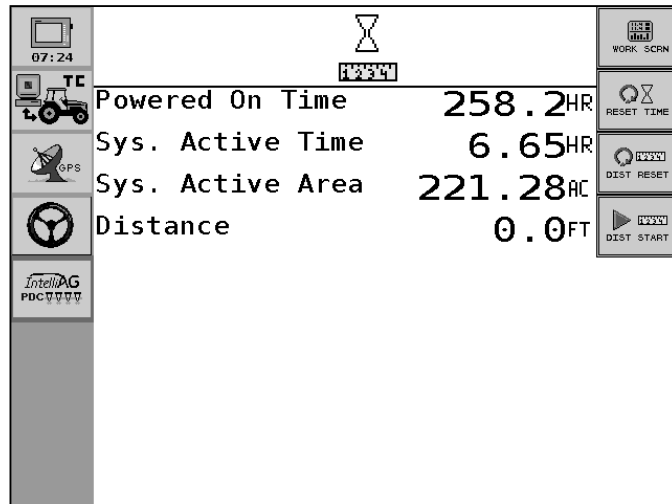 07:24
TC
GPS
IntelliAG
PDC
1234
Powered On Time 258.2HR
Sys. Active Time 6.65HR
Sys. Active Area 221.28AC
Distance 0.0FT
WORK SCRN
RESET TIME
DIST RESET
DIST START